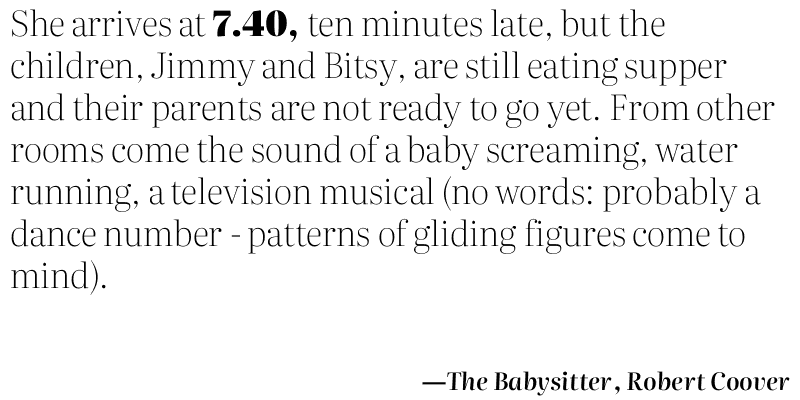 She arrives at 7.40, ten minutes late, but the
children, Jimmy and Bitsy, are still eating supper
and their parents are not ready to go yet. From other
rooms come the sound of a baby screaming, water
running, a television musical (no words: probably a
dance number - patterns of gliding figures come to
mind).
—The Babysitter, Robert Coover